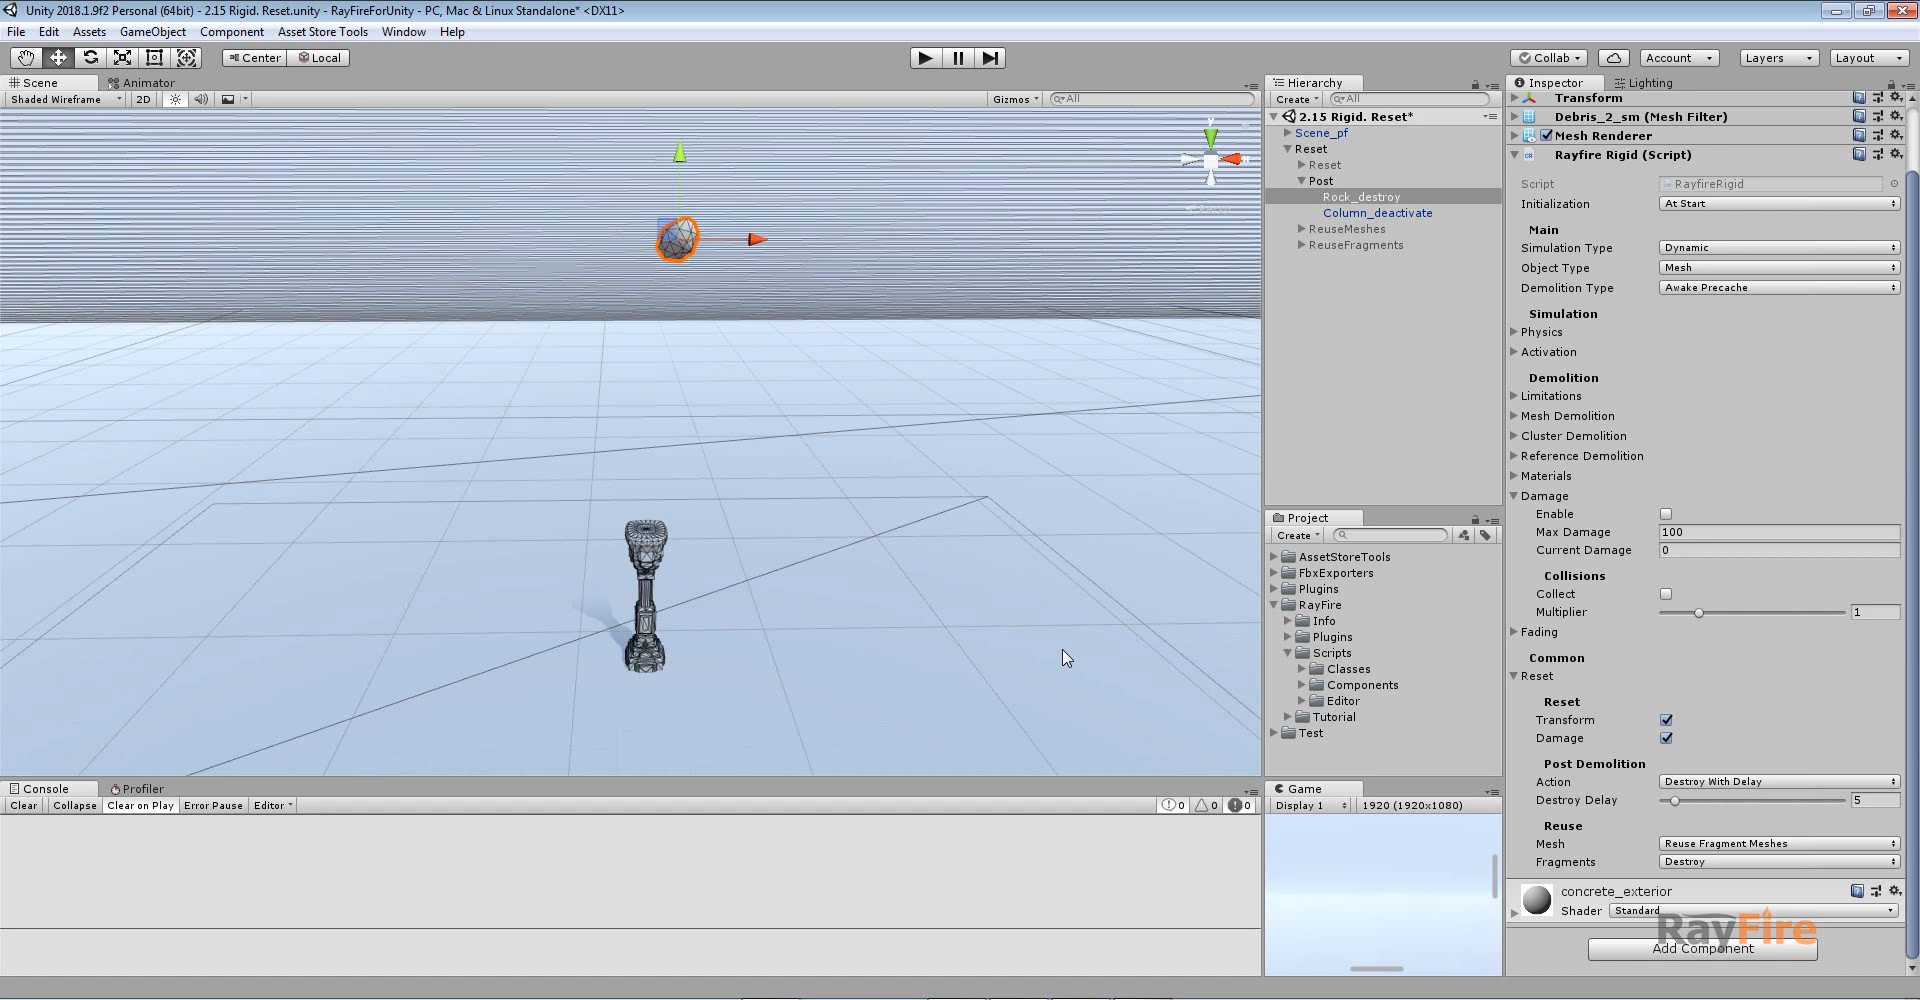 Unity 2018.1.9f2 Personal (64bit) - 2.15 Rigid. Reset.unity - RayFireForUnity - PC, Mac & Linux Standalone* <DX11>
File Edit Assets GameObject Component Asset Store Tools Window Help
Center Local
Collab Account Layers Layout
Scene Animator
Shaded Wireframe 2D Gizmos All
Hierarchy
Create All
2.15 Rigid. Reset*
Scene_pf
Reset
Reset
Post
Rock_destroy
Column_deactivate
ReuseMeshes
ReuseFragments
Project
Create
AssetStoreTools
FbxExporters
Plugins
RayFire
Info
Plugins
Scripts
Classes
Components
Editor
Tutorial
Test
Console Profiler
Clear Collapse Clear on Play Error Pause Editor 0 0 0
Game
Display 1 1920 (1920x1080)
Inspector Lighting
Transform
Debris_2_sm (Mesh Filter)
Mesh Renderer
Rayfire Rigid (Script)
Script RayfireRigid
Initialization At Start
Main
Simulation Type Dynamic
Object Type Mesh
Demolition Type Awake Precache
Simulation
Physics
Activation
Demolition
Limitations
Mesh Demolition
Cluster Demolition
Reference Demolition
Materials
Damage
Enable
Max Damage 100
Current Damage 0
Collisions
Collect
Multiplier 1
Fading
Common
Reset
Reset
Transform
Damage
Post Demolition
Action Destroy With Delay
Destroy Delay 5
Reuse
Mesh Reuse Fragment Meshes
Fragments Destroy
concrete_exterior
Shader Standard
RayFire
Add Component